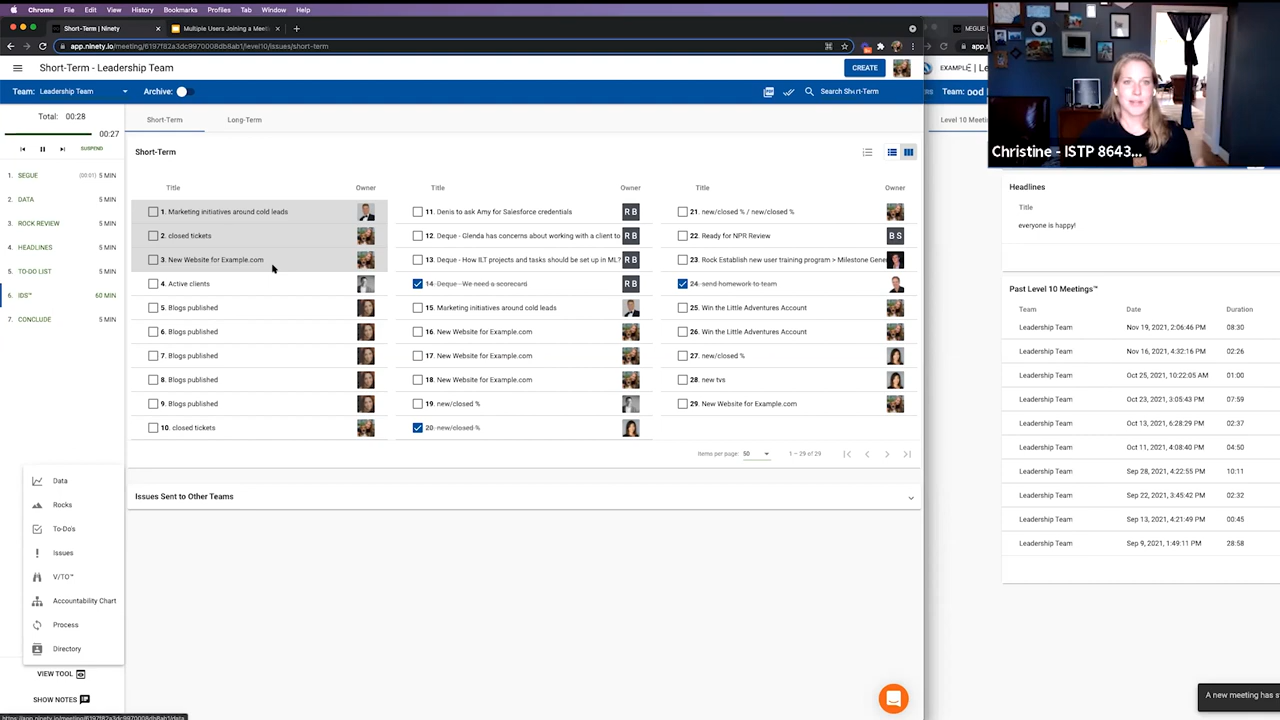 Chrome File Edit View History Bookmarks Profiles Tab Window Help
Short-Term | Ninety
Multiple Users Joining a Meet
app.ninety.io/meeting/6197f82a3dc9970008db8ab1/level10/issues/short-term
Short-Term - Leadership Team
CREATE
Team: Leadership Team
Archive:
Search Short-Term
Total: 00:28
00:27
SUSPEND
1. SEGUE (00:01) 5 MIN
2. DATA 5 MIN
3. ROCK REVIEW 5 MIN
4. HEADLINES 5 MIN
5. TO-DO LIST 5 MIN
6. IDS™ 60 MIN
7. CONCLUDE 5 MIN
Data
Rocks
To-Do's
Issues
V/TO™
Accountability Chart
Process
Directory
VIEW TOOL
SHOW NOTES
https://app.ninety.io/meeting/6197f82a3dc9970008db8ab1/data
Short-Term Long-Term
Short-Term
Title Owner
1. Marketing initiatives around cold leads
2. closed tickets
3. New Website for Example.com
4. Active clients
5. Blogs published
6. Blogs published
7. Blogs published
8. Blogs published
9. Blogs published
10. closed tickets
Title Owner
11. Denis to ask Amy for Salesforce credentials RB
12. Deque - Glenda has concerns about working with a client to RB
13. Deque - How ILT projects and tasks should be set up in ML? RB
14. Deque - We need a scorecard RB
15. Marketing initiatives around cold leads
16. New Website for Example.com
17. New Website for Example.com
18. New Website for Example.com
19. new/closed %
20. new/closed %
Title Owner
21. new/closed % / new/closed %
22. Ready for NPR Review BS
23. Rock Establish new user training program > Milestone Gene
24. send homework to team
25. Win the Little Adventures Account
26. Win the Little Adventures Account
27. new/closed %
28. new tvs
29. New Website for Example.com
Items per page: 50 1 – 29 of 29
Issues Sent to Other Teams
MEGUE
app.ni
EXAMPLE | Le
Team: ood
Level 10 Meeti
Christine - ISTP 8643...
Headlines
Title
everyone is happy!
Past Level 10 Meetings™
Team Date Duration
Leadership Team Nov 19, 2021, 2:06:46 PM 08:30
Leadership Team Nov 16, 2021, 4:32:16 PM 02:26
Leadership Team Oct 25, 2021, 10:22:05 AM 01:00
Leadership Team Oct 23, 2021, 3:05:43 PM 07:59
Leadership Team Oct 13, 2021, 6:28:29 PM 02:37
Leadership Team Oct 11, 2021, 4:08:40 PM 04:50
Leadership Team Sep 28, 2021, 4:22:55 PM 10:11
Leadership Team Sep 22, 2021, 3:45:42 PM 02:32
Leadership Team Sep 13, 2021, 4:21:49 PM 00:45
Leadership Team Sep 9, 2021, 1:49:11 PM 28:58
A new meeting has s